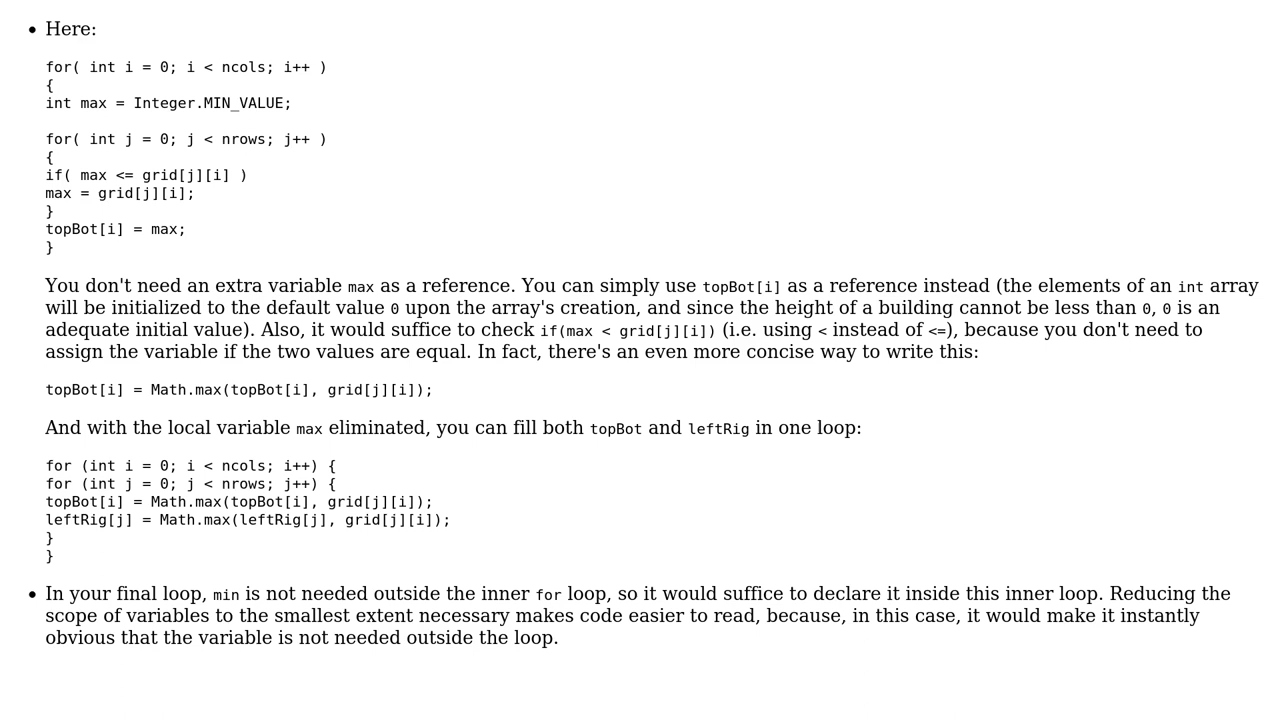 • Here:
for( int i = 0; i < ncols; i++ )
{
int max = Integer.MIN_VALUE;
for( int j = 0; j < nrows; j++ )
{
if( max <= grid[j][i] )
max = grid[j][i];
}
topBot[i] = max;
}
You don't need an extra variable max as a reference. You can simply use topBot[i] as a reference instead (the elements of an int array
will be initialized to the default value 0 upon the array's creation, and since the height of a building cannot be less than 0, 0 is an
adequate initial value). Also, it would suffice to check if(max < grid[j][i]) (i.e. using < instead of <=), because you don't need to
assign the variable if the two values are equal. In fact, there's an even more concise way to write this:
topBot[i] = Math.max(topBot[i], grid[j][i]);
And with the local variable max eliminated, you can fill both topBot and leftRig in one loop:
for (int i = 0; i < ncols; i++) {
for (int j = 0; j < nrows; j++) {
topBot[i] = Math.max(topBot[i], grid[j][i]);
leftRig[j] = Math.max(leftRig[j], grid[j][i]);
}
}
• In your final loop, min is not needed outside the inner for loop, so it would suffice to declare it inside this inner loop. Reducing the
scope of variables to the smallest extent necessary makes code easier to read, because, in this case, it would make it instantly
obvious that the variable is not needed outside the loop.